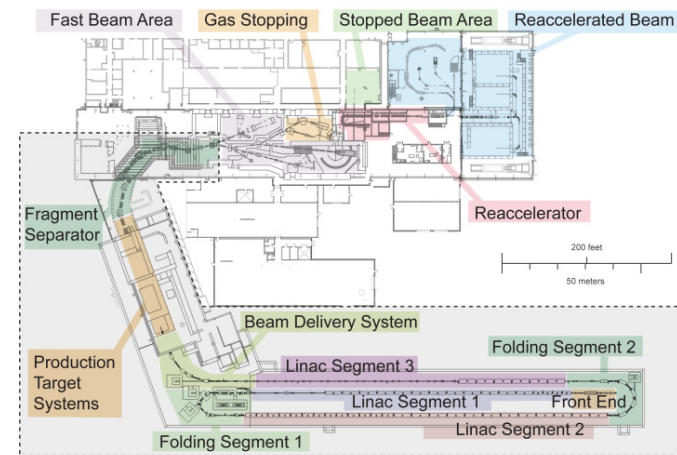 Fast Beam Area
Gas Stopping
Stopped Beam Area
Reaccelerated Beam
Fragment
Separator
Reaccelerator
200 feet
50 meters
Beam Delivery System
Production
Target
Systems
Linac Segment 3
Folding Segment 2
Linac Segment 1
Front End
Linac Segment 2
Folding Segment 1